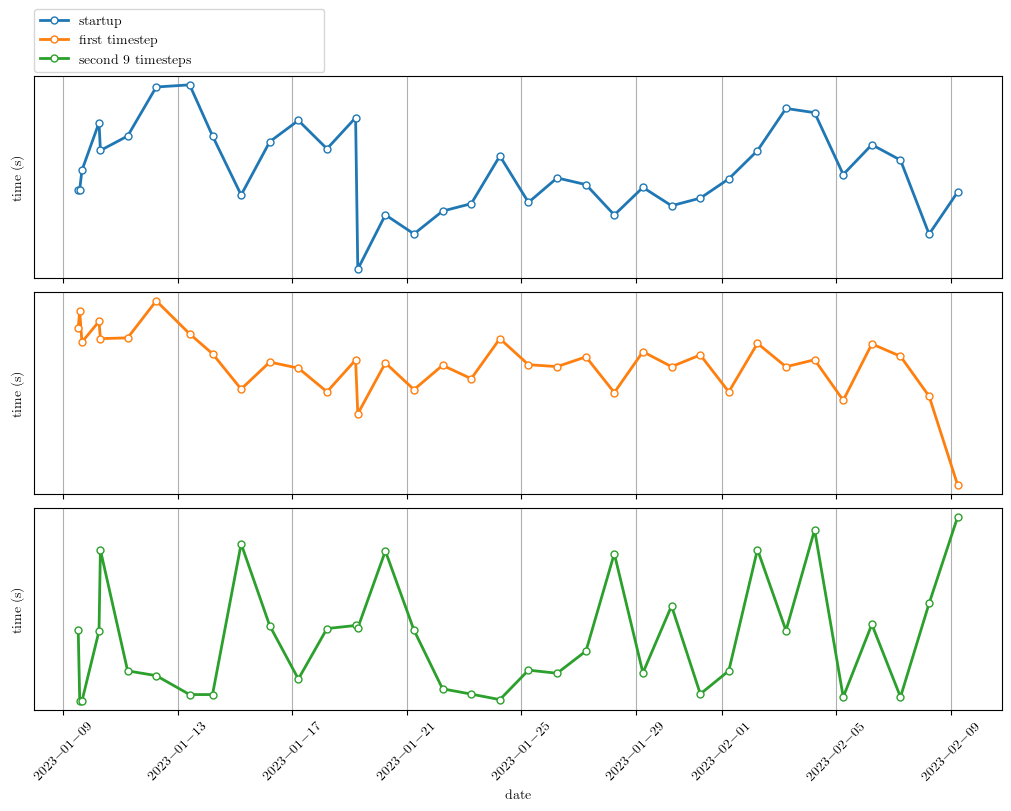 startup
first timestep
second 9 timesteps
time (s)
time (s)
time (s)
2023−01−09
2023−01−13
2023−01−17
2023−01−21
2023−01−25
2023−01−29
2023−02−01
2023−02−05
2023−02−09
date